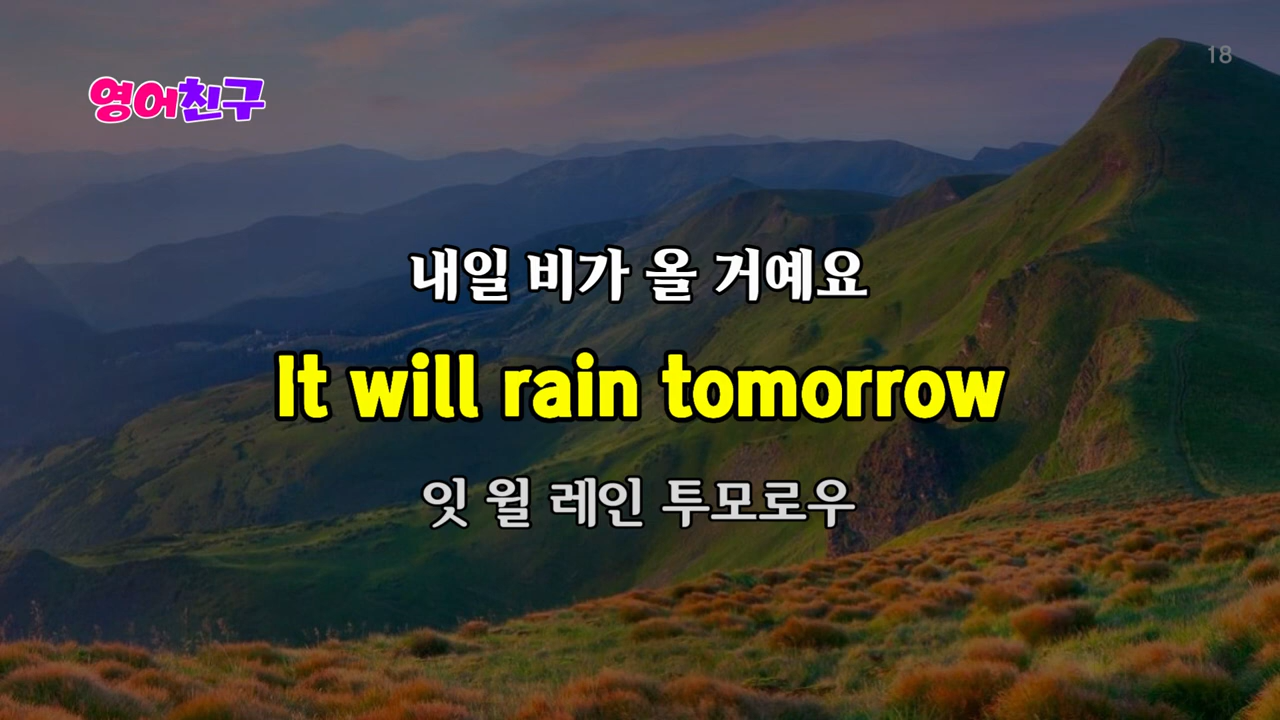 영어친구
18
내일 비가 올 거예요
It will rain tomorrow
잇 윌 레인 투모로우